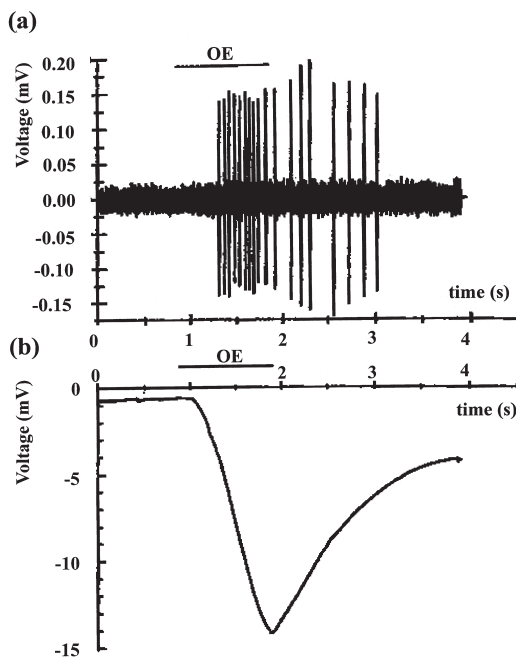 (a)
OE
Voltage (mV)
0.20
0.15
0.10
0.05
0.00
-0.05
-0.10
-0.15
time (s)
0 1 2 3 4
(b)
OE
Voltage (mV)
0 2 3 4
0
time (s)
-5
-10
-15